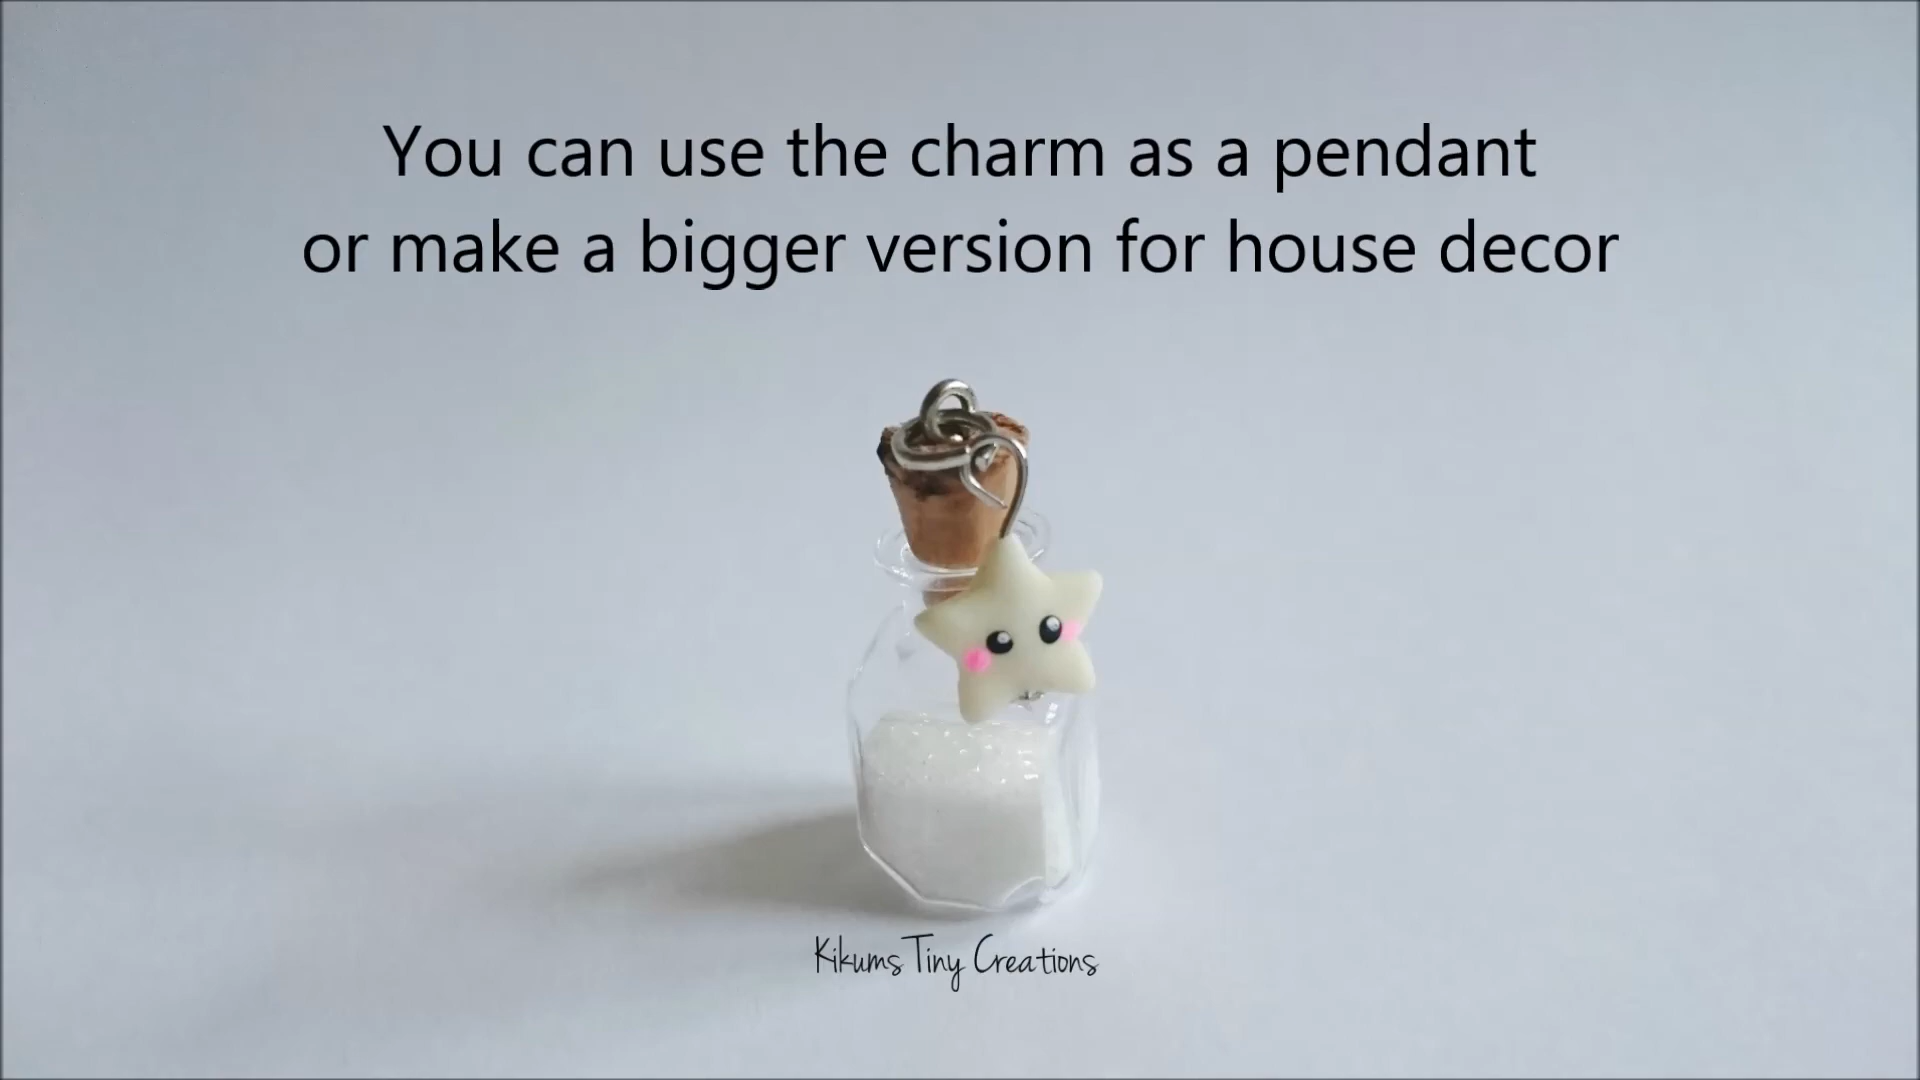 You can use the charm as a pendant
or make a bigger version for house decor
Kikums Tiny Creations